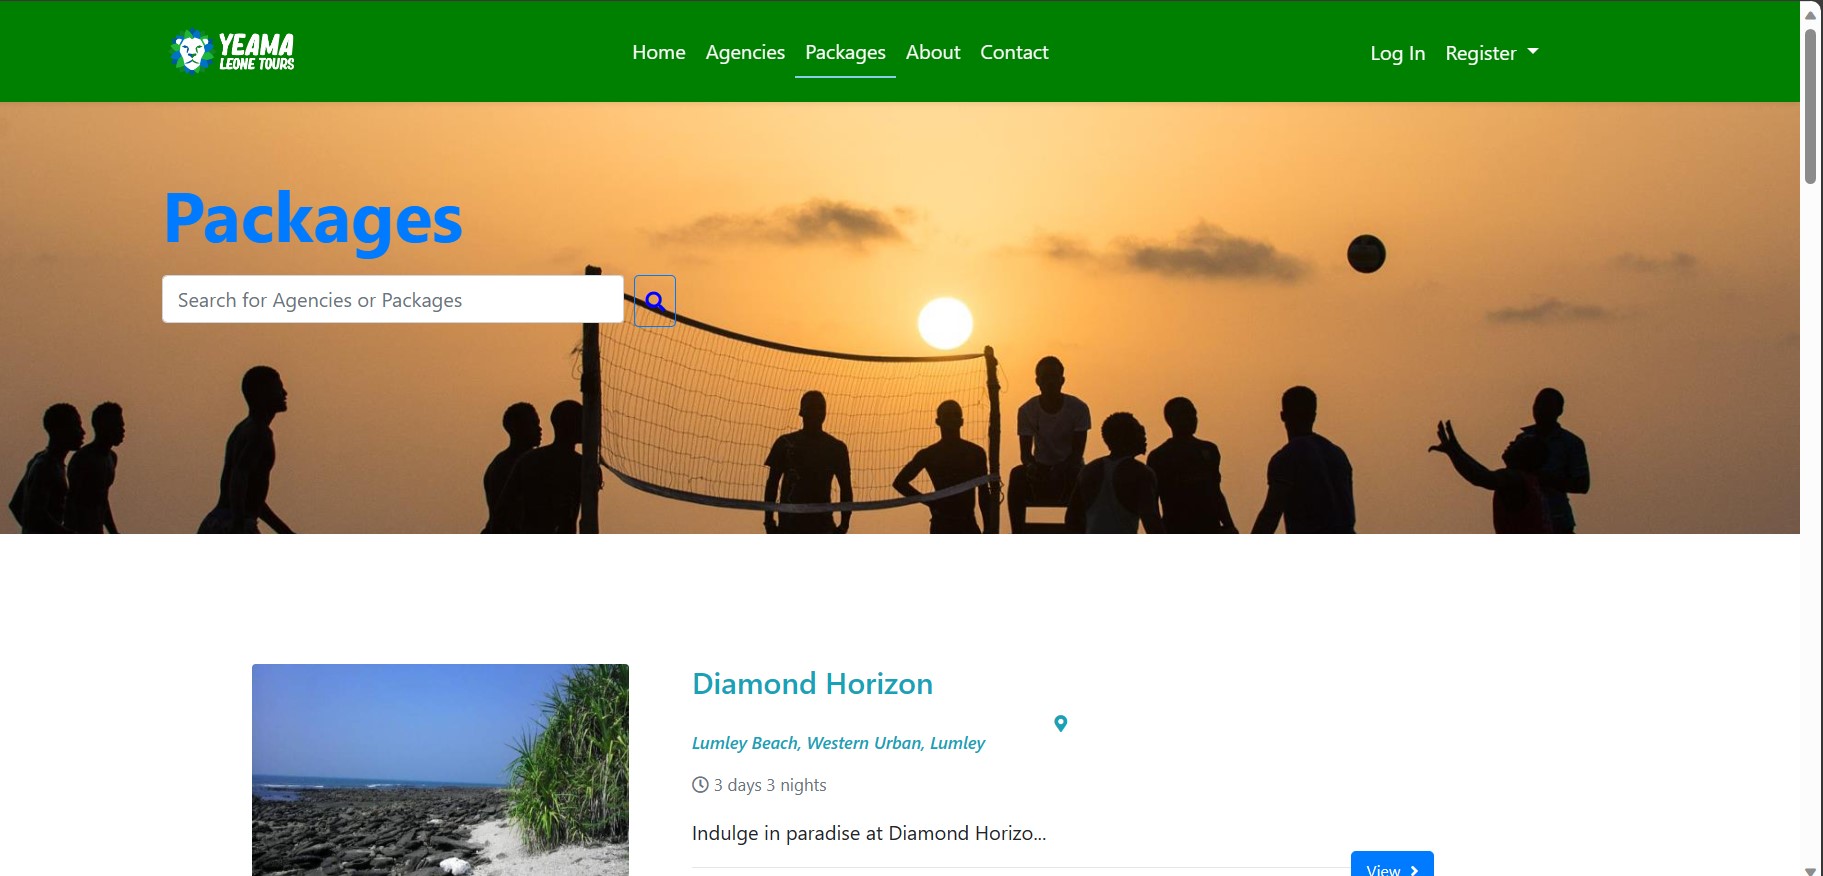 YEAMA
LEONE TOURS
Home Agencies Packages About Contact
Log In Register
Packages
Search for Agencies or Packages
Diamond Horizon
Lumley Beach, Western Urban, Lumley
3 days 3 nights
Indulge in paradise at Diamond Horizo...
View